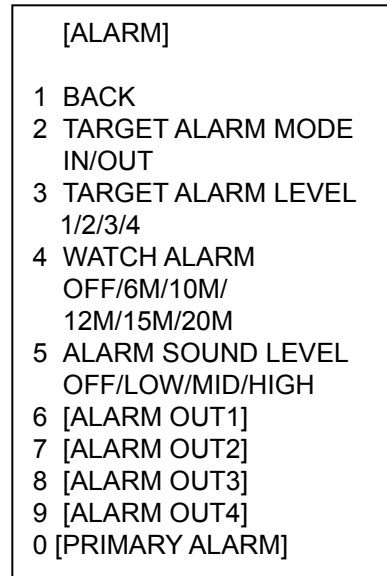 [ALARM]
1 BACK
2 TARGET ALARM MODE
IN/OUT
3 TARGET ALARM LEVEL
1/2/3/4
4 WATCH ALARM
OFF/6M/10M/
12M/15M/20M
5 ALARM SOUND LEVEL
OFF/LOW/MID/HIGH
6 [ALARM OUT1]
7 [ALARM OUT2]
8 [ALARM OUT3]
9 [ALARM OUT4]
0 [PRIMARY ALARM]